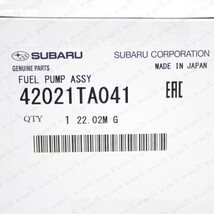 SUBARU SUBARU CORPORATION
GENUINE PARTS MADE IN JAPAN
FUEL PUMP ASSY
42021TA041 EAC
QTY 1 22.02M G